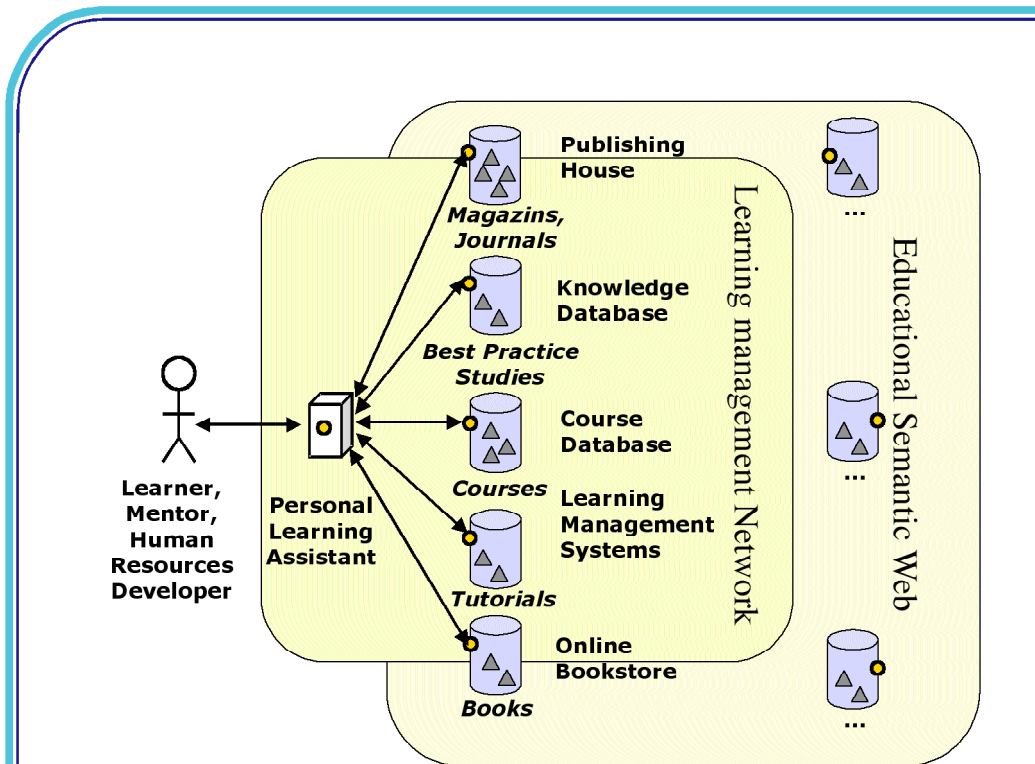 Publishing
House
Magazins,
Journals
Knowledge
Database
Best Practice
Studies
Course
Database
Courses
Learning
Management
Systems
Tutorials
Online
Bookstore
Books
Learner,
Mentor,
Human
Resources
Developer
Personal
Learning
Assistant
Learning management Network
Educational Semantic Web
...
...
...